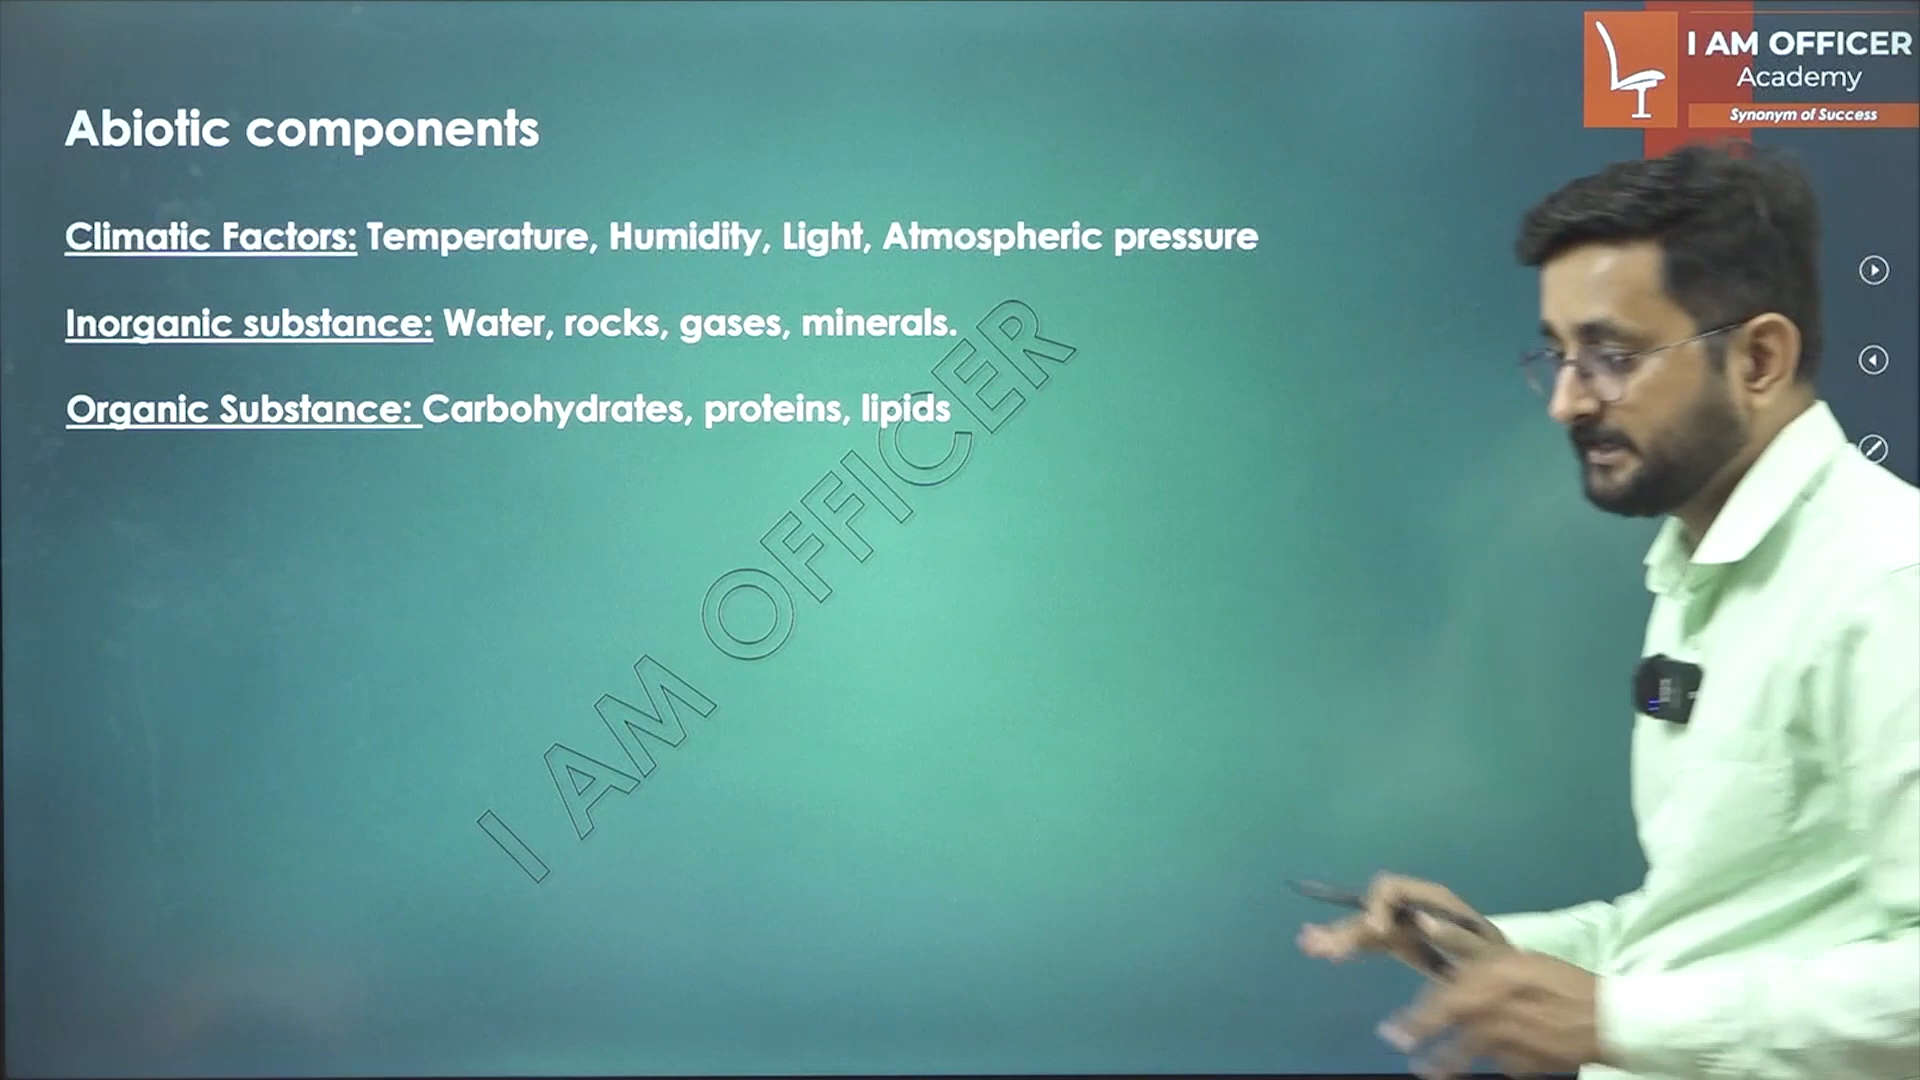 I AM OFFICER
Academy
Synonym of Success
Abiotic components
Climatic Factors: Temperature, Humidity, Light, Atmospheric pressure
Inorganic substance: Water, rocks, gases, minerals.
Organic Substance: Carbohydrates, proteins, lipids
I AM OFFICER